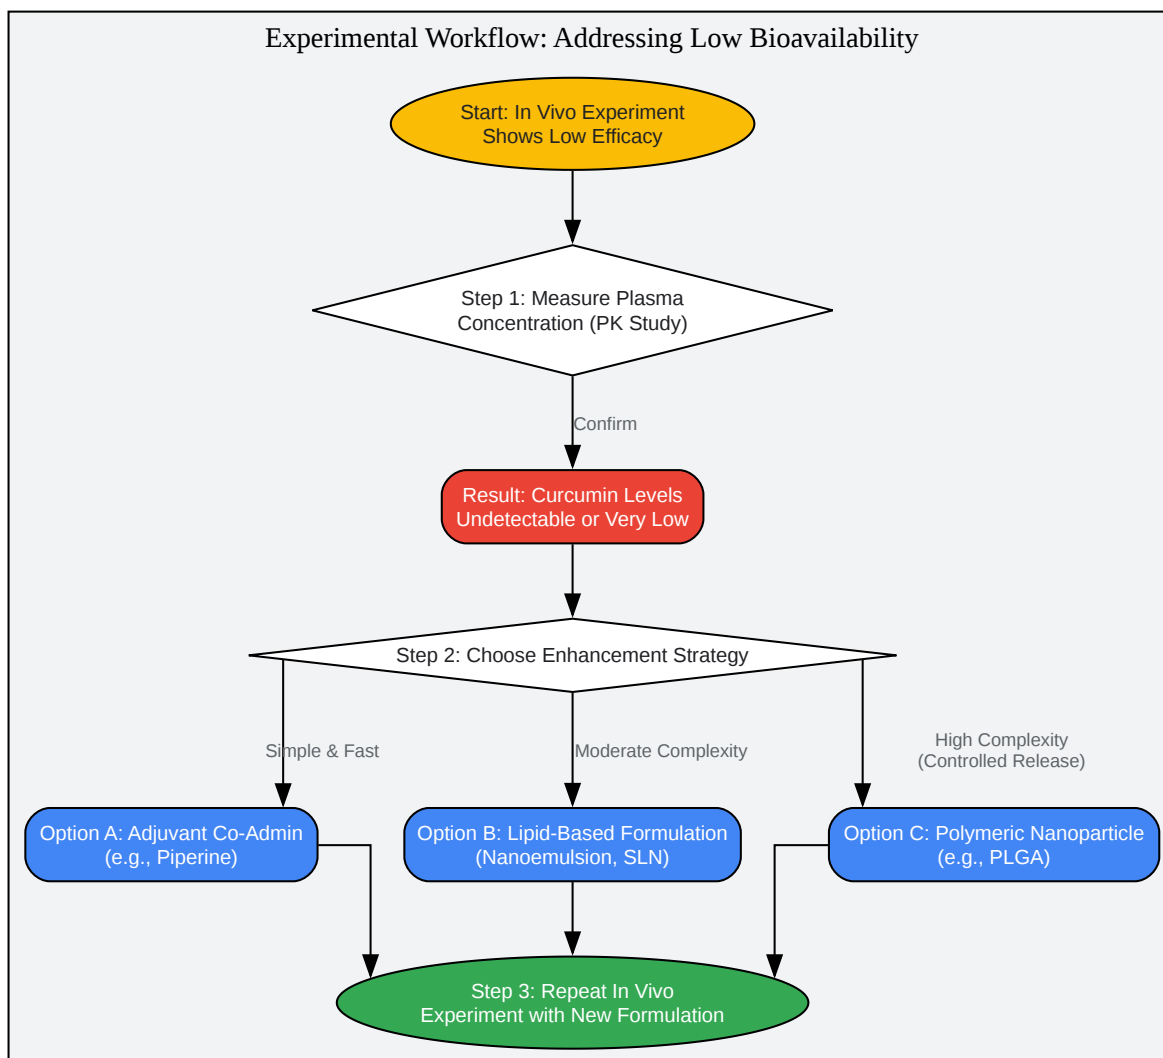 Experimental Workflow: Addressing Low Bioavailability
Start: In Vivo Experiment
Shows Low Efficacy
Step 1: Measure Plasma
Concentration (PK Study)
Confirm
Result: Curcumin Levels
Undetectable or Very Low
Step 2: Choose Enhancement Strategy
Simple & Fast
Moderate Complexity
High Complexity
(Controlled Release)
Option A: Adjuvant Co-Admin
(e.g., Piperine)
Option B: Lipid-Based Formulation
(Nanoemulsion, SLN)
Option C: Polymeric Nanoparticle
(e.g., PLGA)
Step 3: Repeat In Vivo
Experiment with New Formulation